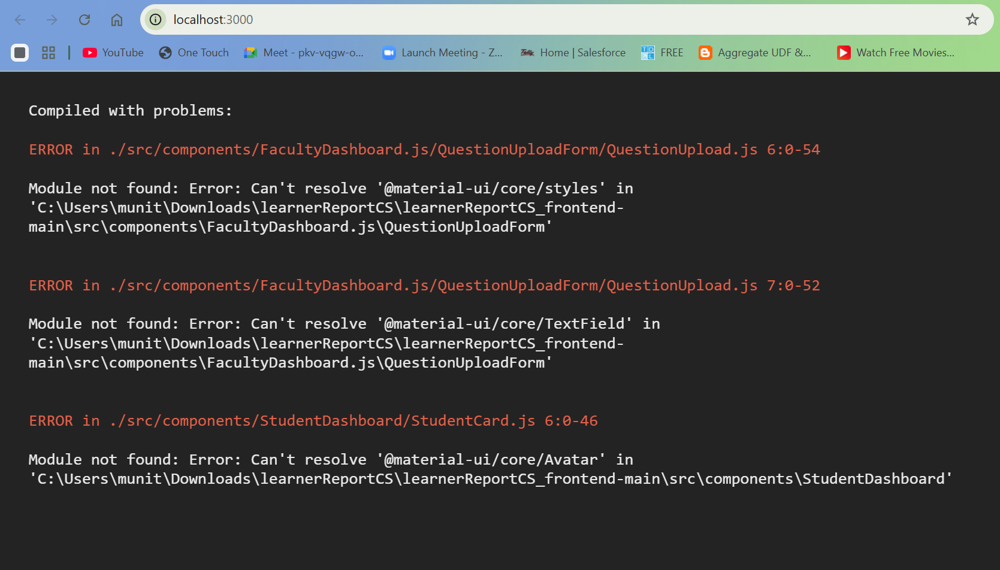 localhost:3000
YouTube
One Touch
Meet - pkv-vqgw-o...
Launch Meeting - Z...
Home | Salesforce
FREE
Aggregate UDF &...
Watch Free Movies...
Compiled with problems:
ERROR in ./src/components/FacultyDashboard.js/QuestionUploadForm/QuestionUpload.js 6:0-54
Module not found: Error: Can't resolve '@material-ui/core/styles' in
'C:\Users\munit\Downloads\learnerReportCS\learnerReportCS_frontend-
main\src\components\FacultyDashboard.js\QuestionUploadForm'
ERROR in ./src/components/FacultyDashboard.js/QuestionUploadForm/QuestionUpload.js 7:0-52
Module not found: Error: Can't resolve '@material-ui/core/TextField' in
'C:\Users\munit\Downloads\learnerReportCS\learnerReportCS_frontend-
main\src\components\FacultyDashboard.js\QuestionUploadForm'
ERROR in ./src/components/StudentDashboard/StudentCard.js 6:0-46
Module not found: Error: Can't resolve '@material-ui/core/Avatar' in
'C:\Users\munit\Downloads\learnerReportCS\learnerReportCS_frontend-main\src\components\StudentDashboard'